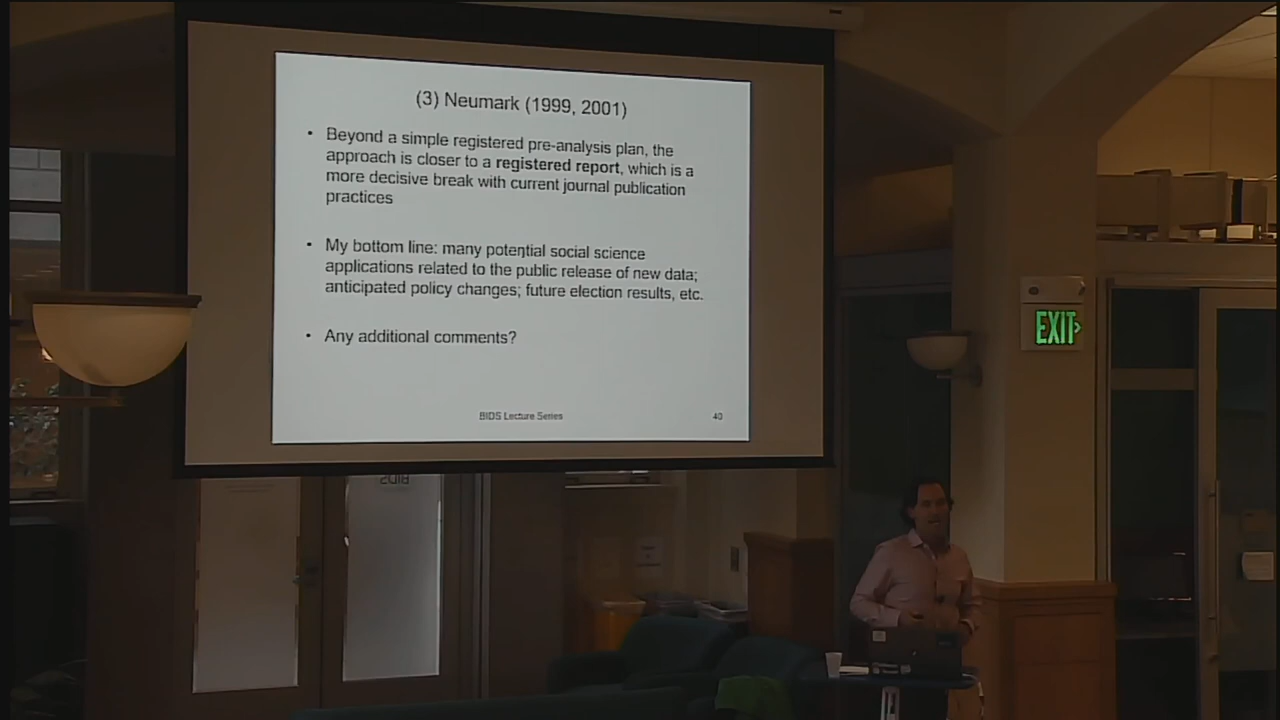 (3) Neumark (1999, 2001)
• Beyond a simple registered pre-analysis plan, the
approach is closer to a registered report, which is a
more decisive break with current journal publication
practices
• My bottom line: many potential social science
applications related to the public release of new data;
anticipated policy changes; future election results, etc.
• Any additional comments?
BIDS Lecture Series
40
EXIT
BIDS